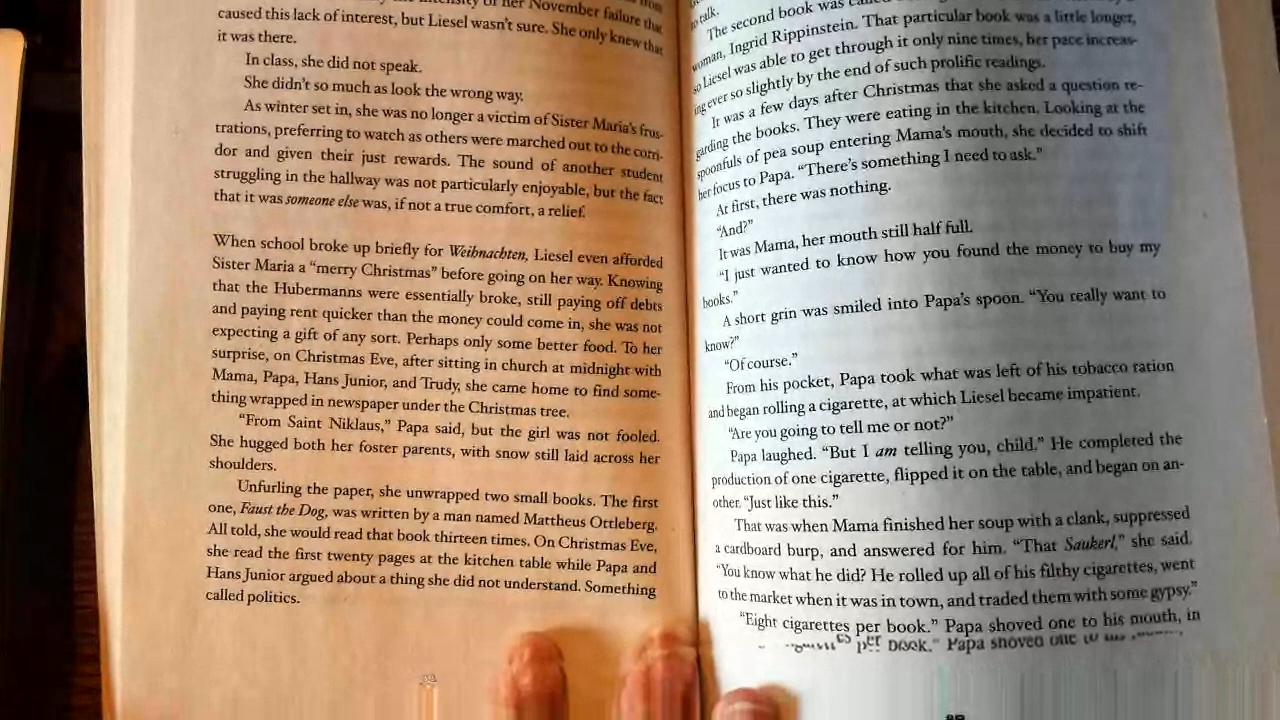 her November failure that
caused this lack of interest, but Liesel wasn't sure. She only knew that
it was there.
In class, she did not speak.
She didn't so much as look the wrong way.
As winter set in, she was no longer a victim of Sister Maria's frus-
trations, preferring to watch as others were marched out to the corri-
dor and given their just rewards. The sound of another student
struggling in the hallway was not particularly enjoyable, but the fact
that it was someone else was, if not a true comfort, a relief.
When school broke up briefly for Weihnachten, Liesel even afforded
Sister Maria a "merry Christmas" before going on her way. Knowing
that the Hubermanns were essentially broke, still paying off debts
and paying rent quicker than the money could come in, she was not
expecting a gift of any sort. Perhaps only some better food. To her
surprise, on Christmas Eve, after sitting in church at midnight with
Mama, Papa, Hans Junior, and Trudy, she came home to find some-
thing wrapped in newspaper under the Christmas tree.
"From Saint Niklaus," Papa said, but the girl was not fooled.
She hugged both her foster parents, with snow still laid across her
shoulders.
Unfurling the paper, she unwrapped two small books. The first
one, Faust the Dog, was written by a man named Mattheus Ottleberg.
All told, she would read that book thirteen times. On Christmas Eve,
she read the first twenty pages at the kitchen table while Papa and
Hans Junior argued about a thing she did not understand. Something
called politics.
to talk.
The second book was
woman, Ingrid Rippinstein. That particular book was a little longer,
so Liesel was able to get through it only nine times, her pace increas-
ing ever so slightly by the end of such prolific readings.
It was a few days after Christmas that she asked a question re-
garding the books. They were eating in the kitchen. Looking at the
spoonfuls of pea soup entering Mama's mouth, she decided to shift
her focus to Papa. "There's something I need to ask."
At first, there was nothing.
"And?"
It was Mama, her mouth still half full.
"I just wanted to know how you found the money to buy my
books."
A short grin was smiled into Papa's spoon. "You really want to
know?"
"Of course."
From his pocket, Papa took what was left of his tobacco ration
and began rolling a cigarette, at which Liesel became impatient.
"Are you going to tell me or not?"
Papa laughed. "But I am telling you, child." He completed the
production of one cigarette, flipped it on the table, and began on an-
other. "Just like this."
That was when Mama finished her soup with a clank, suppressed
a cardboard burp, and answered for him. "That Saukerl," she said.
"You know what he did? He rolled up all of his filthy cigarettes, went
to the market when it was in town, and traded them with some gypsy."
"Eight cigarettes per book." Papa shoved one to his mouth, in
per book." Papa shoved one to his